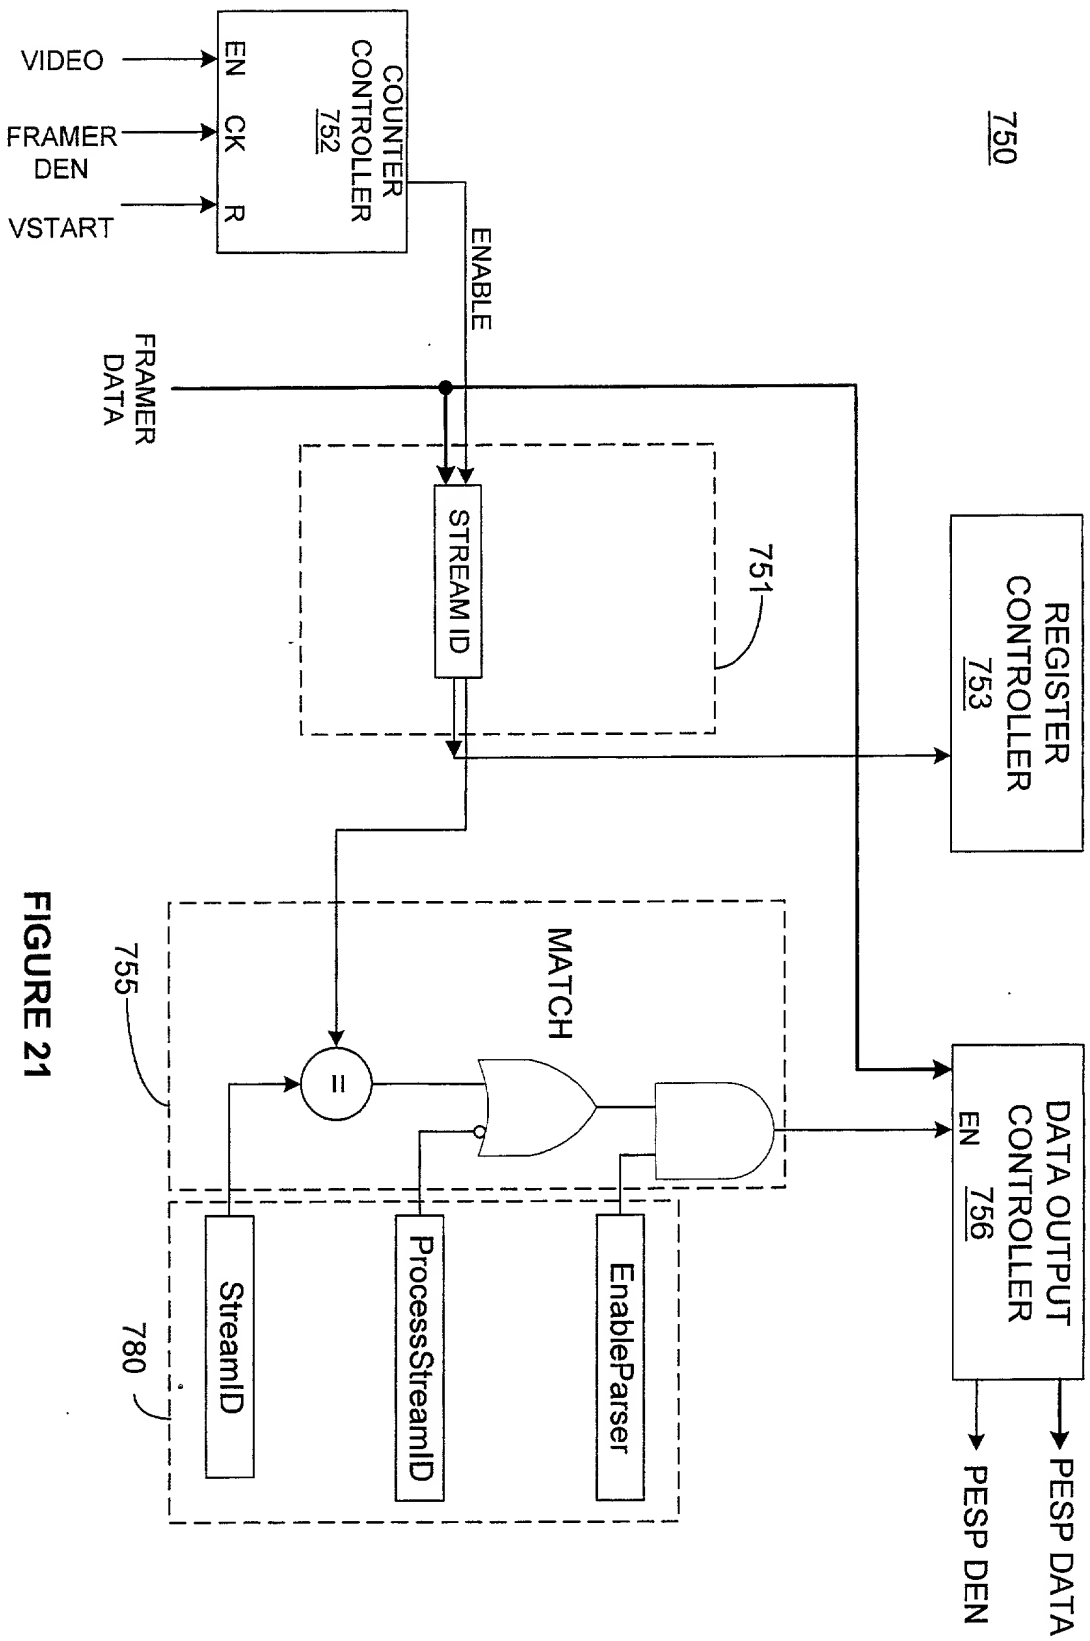 750
REGISTER
CONTROLLER
753
DATA OUTPUT
CONTROLLER
756
EN
PESP DATA
PESP DEN
COUNTER
CONTROLLER
752
EN
CK
R
VIDEO
FRAMER
DEN
VSTART
ENABLE
FRAMER
DATA
751
STREAM ID
MATCH
=
755
EnableParser
ProcessStreamID
StreamID
780
FIGURE 21